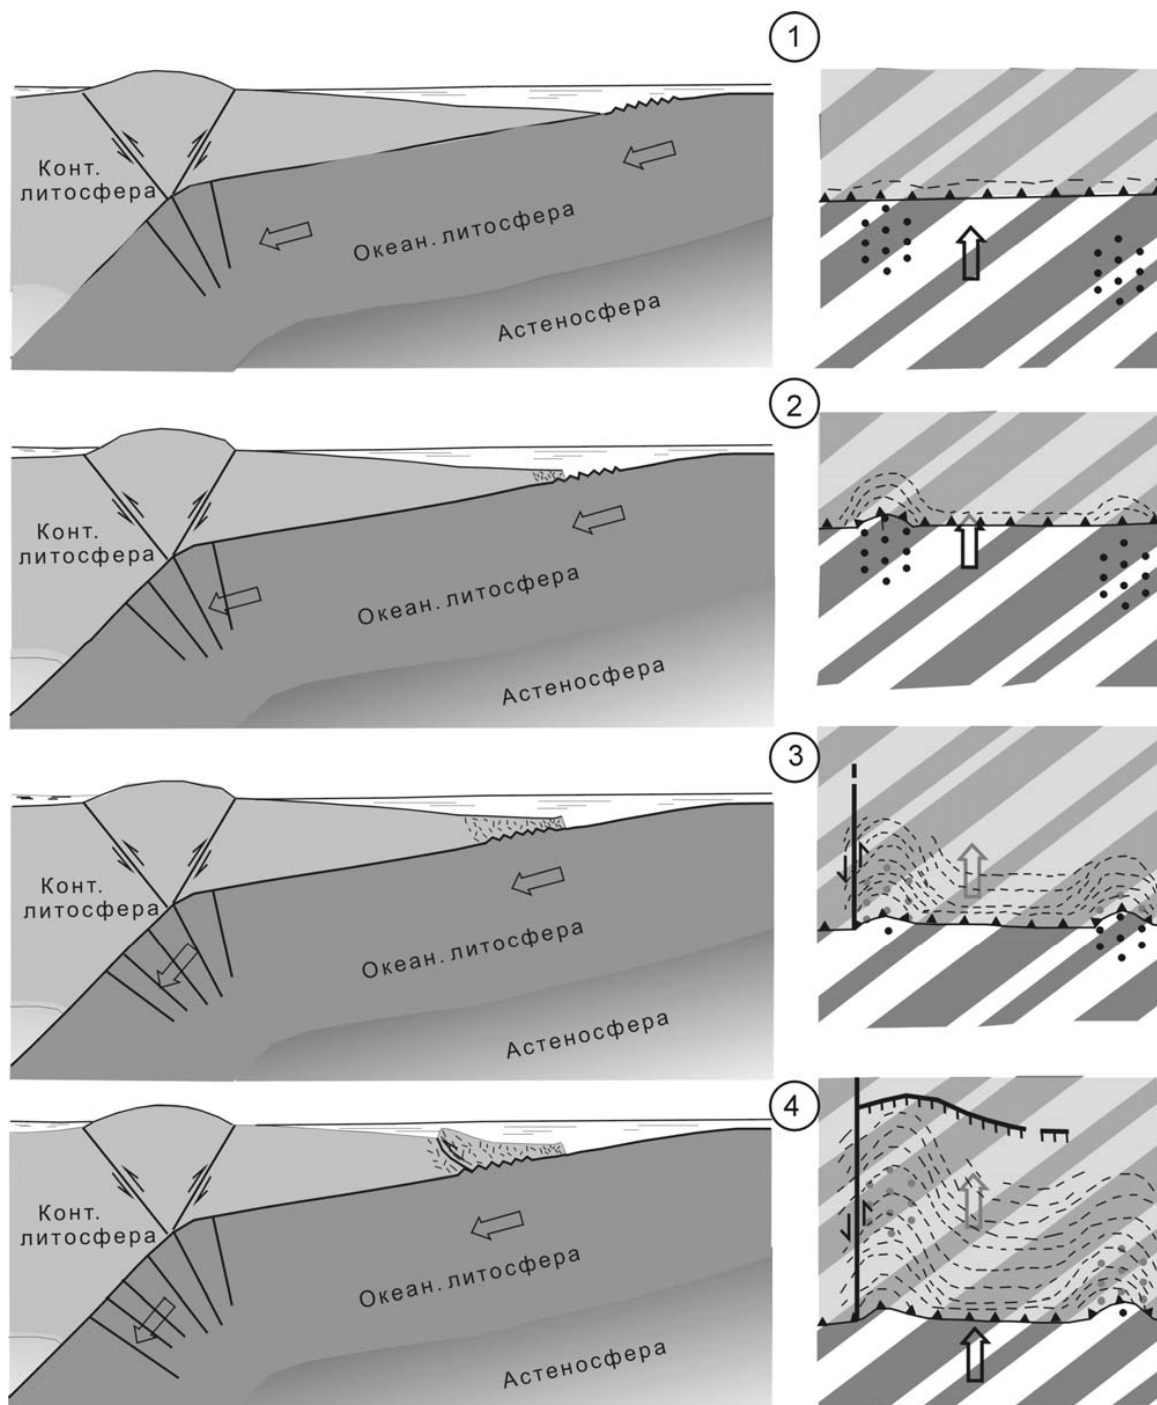 1
Конт.
литосфера
Океан. литосфера
Астеносфера
2
Конт.
литосфера
Океан. литосфера
Астеносфера
3
Конт.
литосфера
Океан. литосфера
Астеносфера
4
Конт.
литосфера
Океан. литосфера
Астеносфера